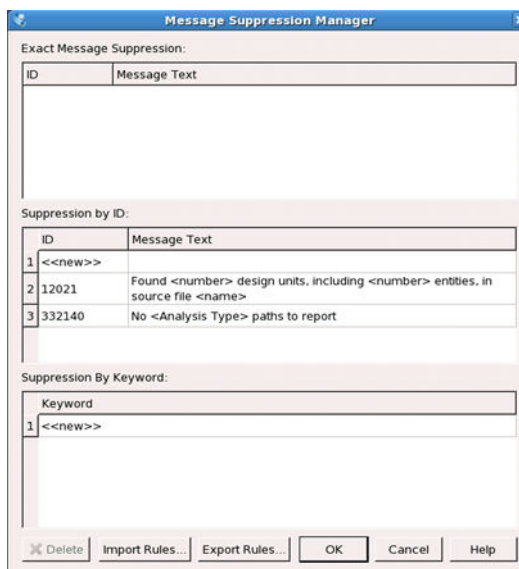 Message Suppression Manager
Exact Message Suppression:
ID Message Text
Suppression by ID:
ID Message Text
1 <<new>>
2 12021 Found <number> design units, including <number> entities, in
source file <name>
3 332140 No <Analysis Type> paths to report
Suppression By Keyword:
Keyword
1 <<new>>
Delete Import Rules... Export Rules... OK Cancel Help